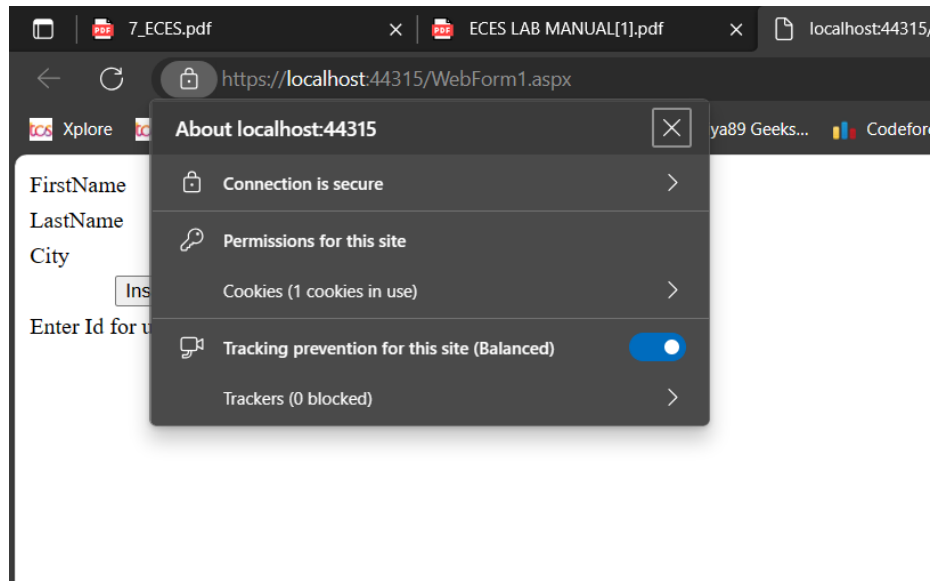 7_ECES.pdf
ECES LAB MANUAL[1].pdf
localhost:44315/
https://localhost:44315/WebForm1.aspx
tcs Xplore
About localhost:44315
ya89 Geeks...
Codefor
FirstName
Connection is secure
LastName
Permissions for this site
City
Ins
Cookies (1 cookies in use)
Enter Id for u
Tracking prevention for this site (Balanced)
Trackers (0 blocked)